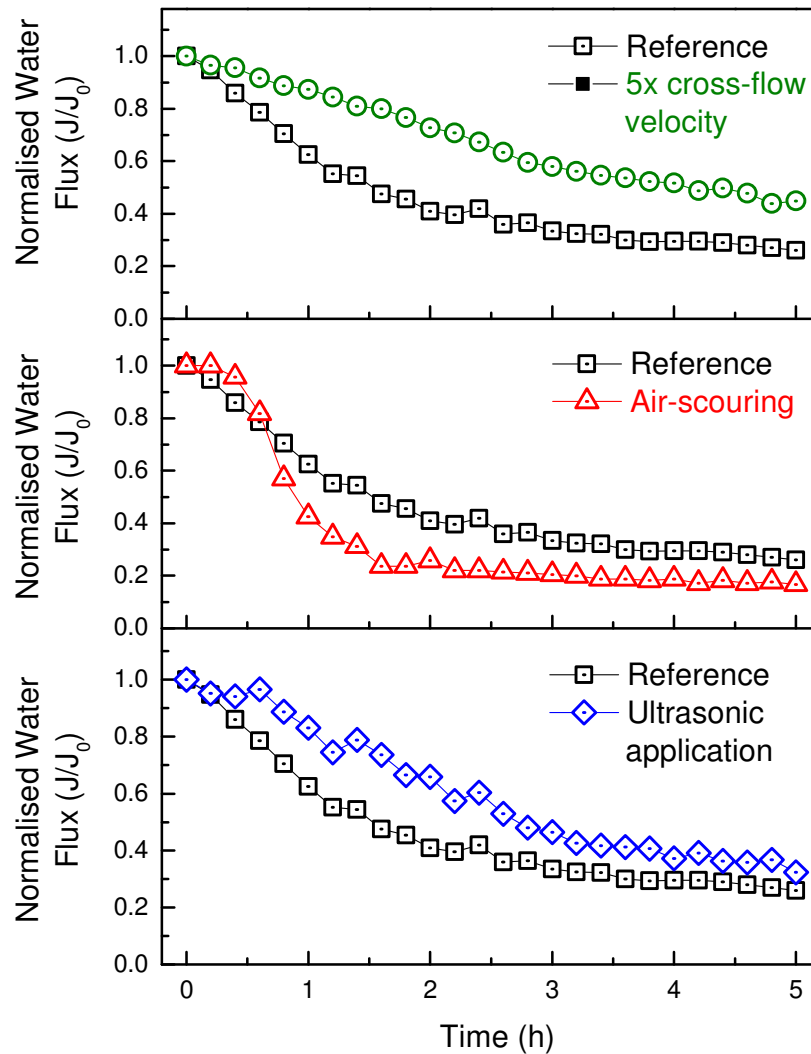 Normalised Water
Flux (J/J0)
1.0
0.8
0.6
0.4
0.2
0.0
Reference
5x cross-flow
velocity
Normalised Water
Flux (J/J0)
1.0
0.8
0.6
0.4
0.2
0.0
Reference
Air-scouring
Normalised Water
Flux (J/J0)
1.0
0.8
0.6
0.4
0.2
0.0
Reference
Ultrasonic
application
0 1 2 3 4 5
Time (h)